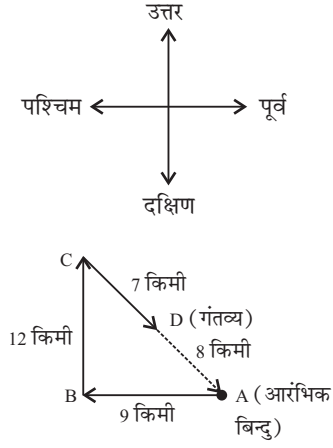 उत्तर
पश्चिम
पूर्व
दक्षिण
C
7 किमी
D (गंतव्य)
12 किमी
8 किमी
B
A (आरंभिक
बिन्दु)
9 किमी